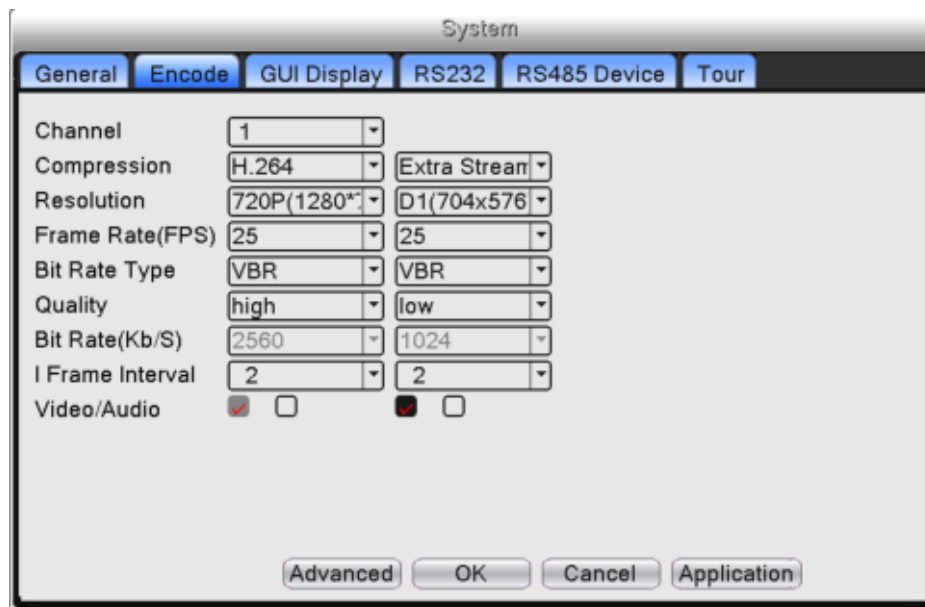 System
General Encode GUI Display RS232 RS485 Device Tour
Channel 1
Compression H.264 Extra Stream
Resolution 720P(1280* D1(704x576
Frame Rate(FPS) 25 25
Bit Rate Type VBR VBR
Quality high low
Bit Rate(Kb/S) 2560 1024
I Frame Interval 2 2
Video/Audio
Advanced OK Cancel Application